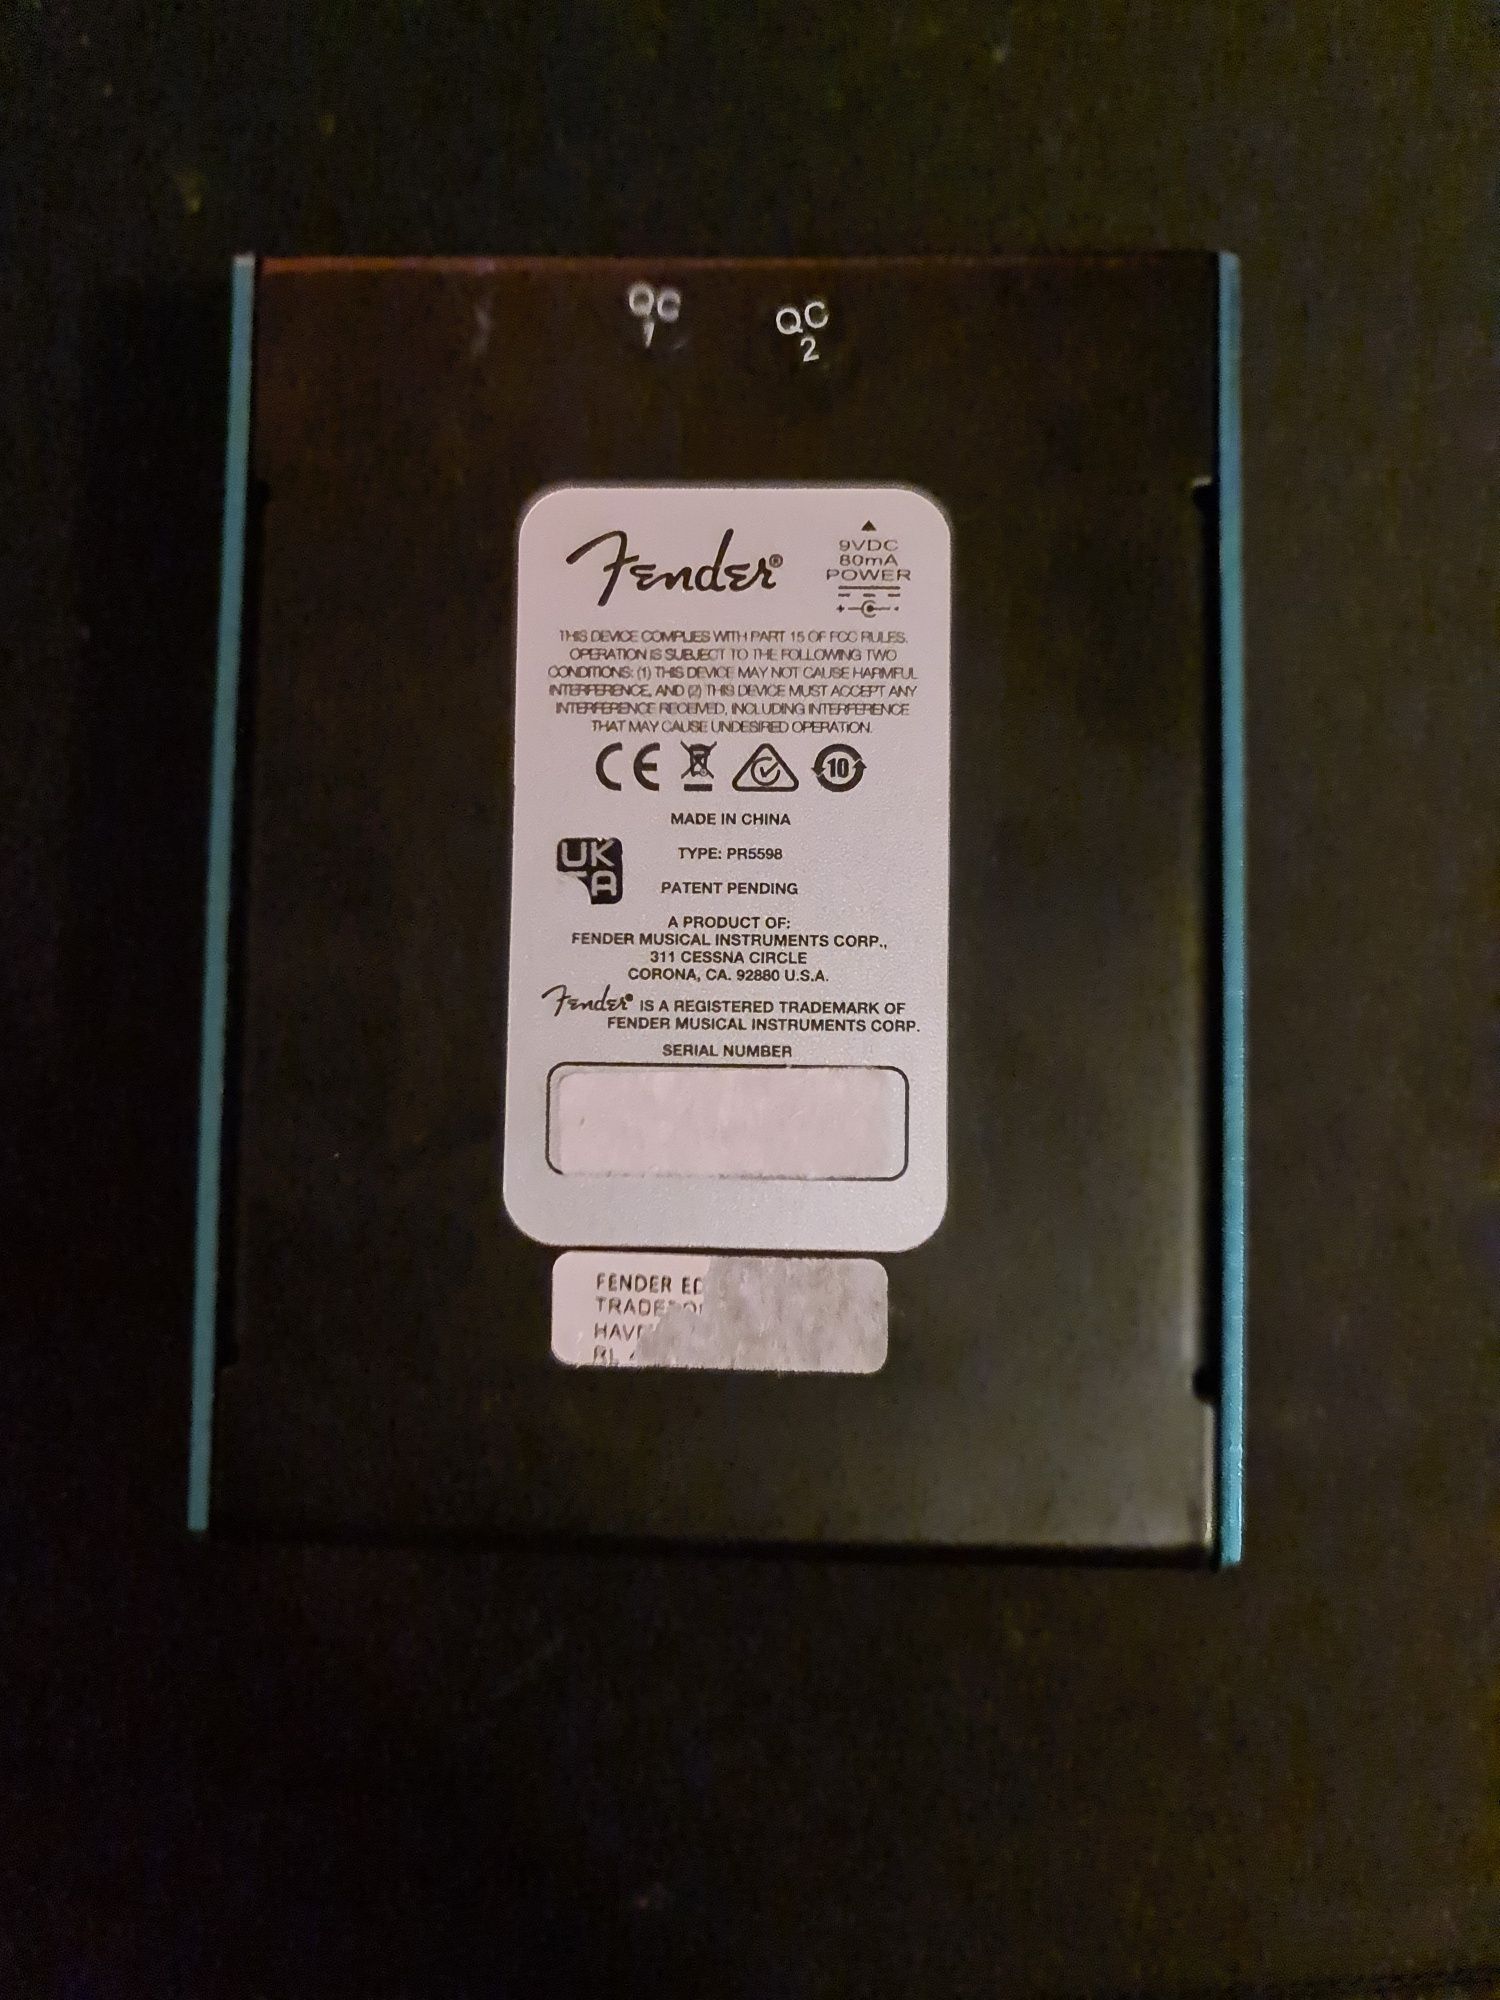 QC
1
QC
2
Fender®
9VDC
80mA
POWER
THIS DEVICE COMPLIES WITH PART 15 OF FCC RULES.
OPERATION IS SUBJECT TO THE FOLLOWING TWO
CONDITIONS: (1) THIS DEVICE MAY NOT CAUSE HARMFUL
INTERFERENCE, AND (2) THIS DEVICE MUST ACCEPT ANY
INTERFERENCE RECEIVED, INCLUDING INTERFERENCE
THAT MAY CAUSE UNDESIRED OPERATION.
CE
10
MADE IN CHINA
UK
CA
TYPE: PR5598
PATENT PENDING
A PRODUCT OF:
FENDER MUSICAL INSTRUMENTS CORP.,
311 CESSNA CIRCLE
CORONA, CA. 92880 U.S.A.
Fender® IS A REGISTERED TRADEMARK OF
FENDER MUSICAL INSTRUMENTS CORP.
SERIAL NUMBER
FENDER